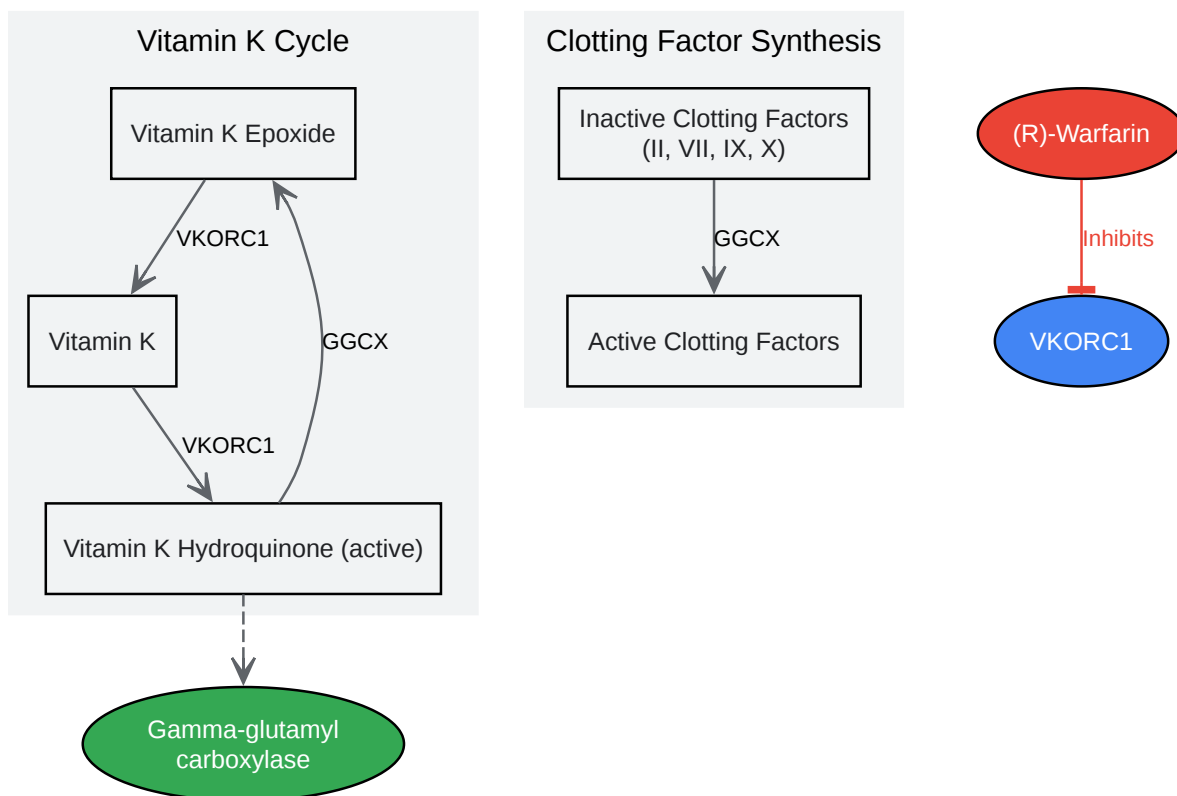 Vitamin K Cycle
Vitamin K Epoxide
VKORC1
Vitamin K
GGCX
VKORC1
Vitamin K Hydroquinone (active)
Gamma-glutamyl
carboxylase
Clotting Factor Synthesis
Inactive Clotting Factors
(II, VII, IX, X)
GGCX
Active Clotting Factors
(R)-Warfarin
Inhibits
VKORC1